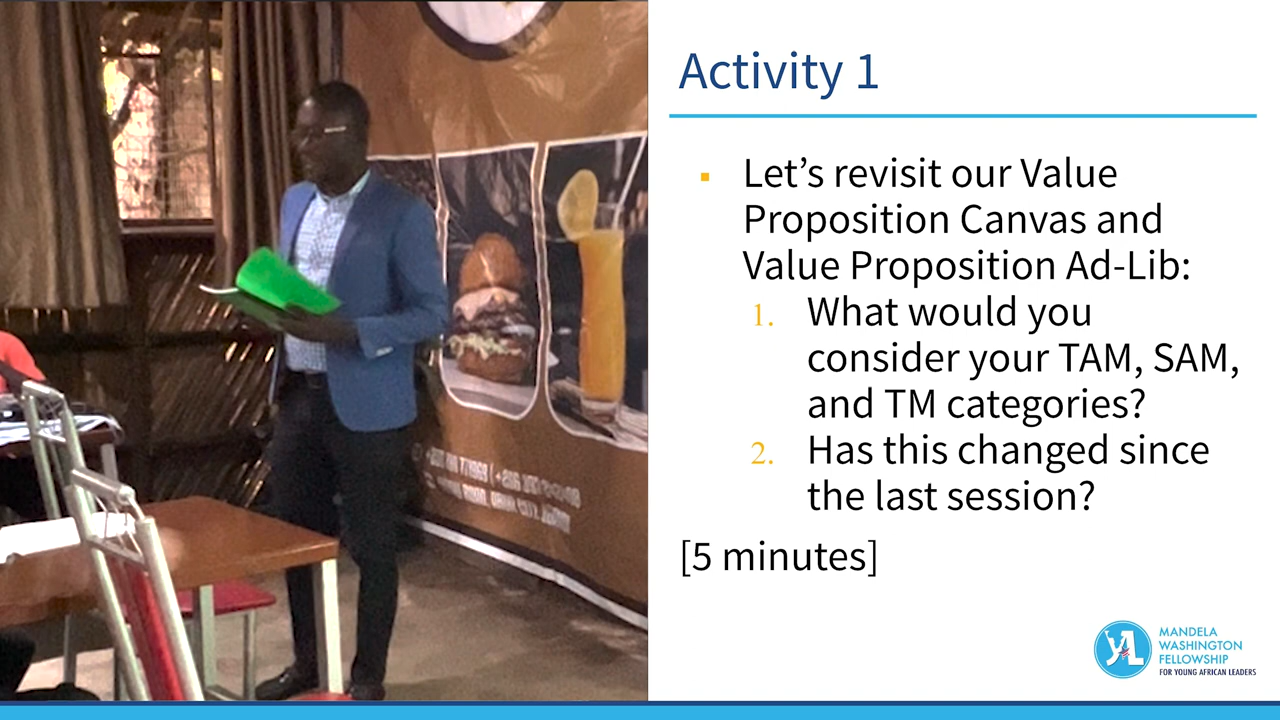 Activity 1
▪ Let’s revisit our Value
Proposition Canvas and
Value Proposition Ad-Lib:
1. What would you
consider your TAM, SAM,
and TM categories?
2. Has this changed since
the last session?
[5 minutes]
YAL
MANDELA
WASHINGTON
FELLOWSHIP
FOR YOUNG AFRICAN LEADERS